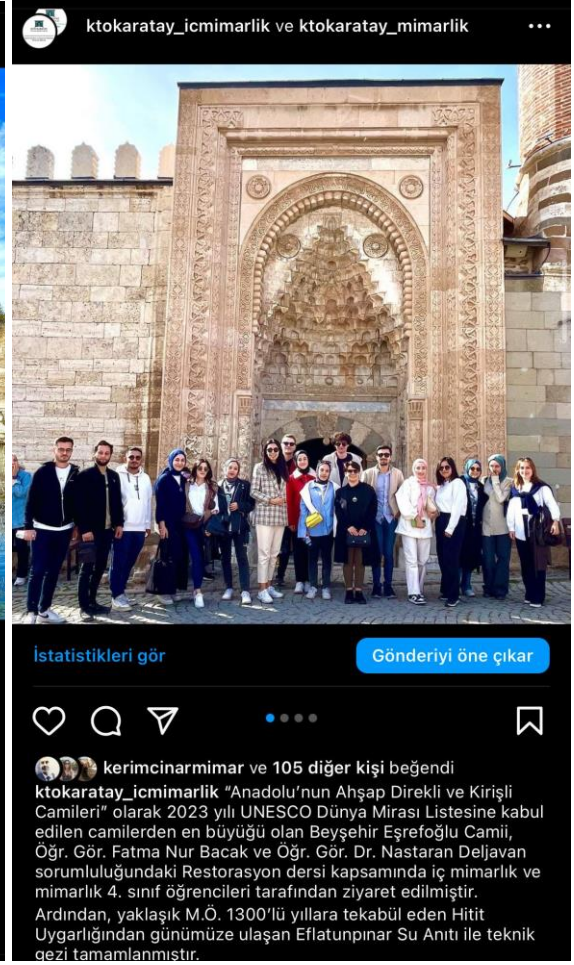 ktokaratay_icmimarlik ve ktokaratay_mimarlik
İstatistikleri gör
Gönderiyi öne çıkar
kerimcinarmimar ve 105 diğer kişi beğendi
ktokaratay_icmimarlik “Anadolu’nun Ahşap Direkli ve Kirişli
Camileri” olarak 2023 yılı UNESCO Dünya Mirası Listesine kabul
edilen camilerden en büyüğü olan Beyşehir Eşrefoğlu Camii,
Öğr. Gör. Fatma Nur Bacak ve Öğr. Gör. Dr. Nastaran Deljavan
sorumluluğundaki Restorasyon dersi kapsamında iç mimarlık ve
mimarlık 4. sınıf öğrencileri tarafından ziyaret edilmiştir.
Ardından, yaklaşık M.Ö. 1300’lü yıllara tekabül eden Hitit
Uygarlığından günümüze ulaşan Eflatunpınar Su Anıtı ile teknik
gezi tamamlanmıştır.